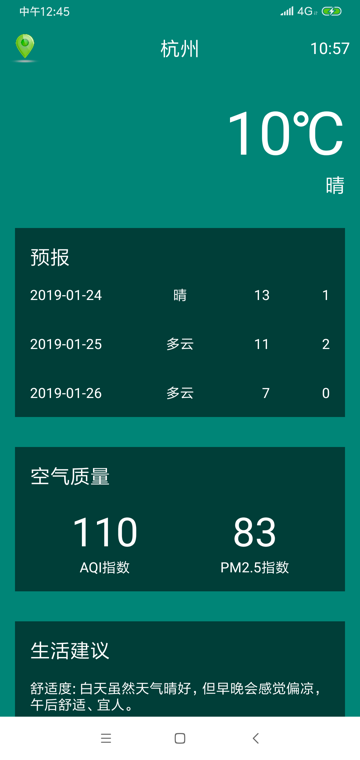 中午12:45
4G
杭州
10:57
10℃
晴
预报
2019-01-24 晴 13 1
2019-01-25 多云 11 2
2019-01-26 多云 7 0
空气质量
110 83
AQI指数 PM2.5指数
生活建议
舒适度: 白天虽然天气晴好，但早晚会感觉偏凉，
午后舒适、宜人。